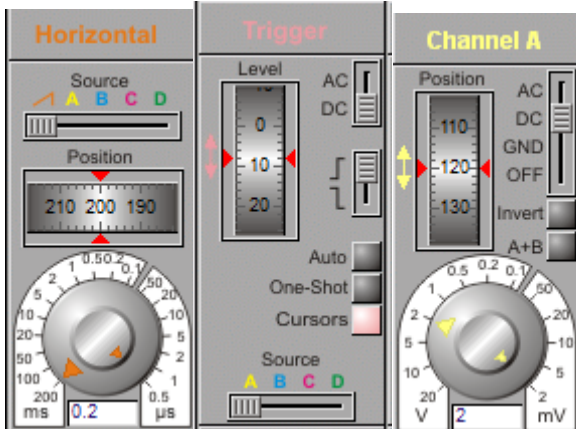 Horizontal
Source
A B C D
Position
210 200 190
1 0.5 0.2 0.1
2
5
10
20
50
100
200
ms
50
20
10
5
2
1
0.5
µs
0.2
Trigger
Level
0
10
20
AC
DC
Auto
One-Shot
Cursors
Source
A B C D
Channel A
Position
110
120
130
AC
DC
GND
OFF
Invert
A+B
1 0.5 0.2 0.1
2
5
10
20
V
50
20
10
5
2
mV
2